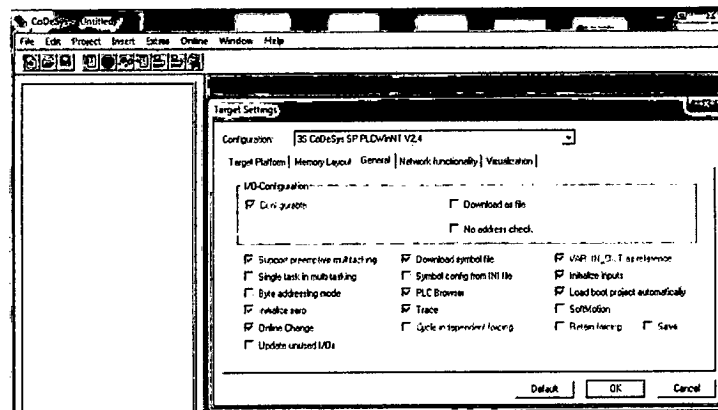 CoDeSys - (Untitled)
File Edit Project Insert Extras Online Window Help
Target Settings
Configuration: 3S CoDeSys SP PLCWinNT V2.4
Target Platform Memory Layout General Network functionality Visualization
I/O-Configuration
Configurable Download as file
No address check
Support preemptive multitasking Download symbol file VAR_IN_OUT as reference
Single task in multitasking Symbol config from INI file Initialize inputs
Byte addressing mode PLC Browser Load boot project automatically
Initialize zero Trace SoftMotion
Online Change Cycle independent forcing Retain forcing Save
Update unused I/Os
Default OK Cancel